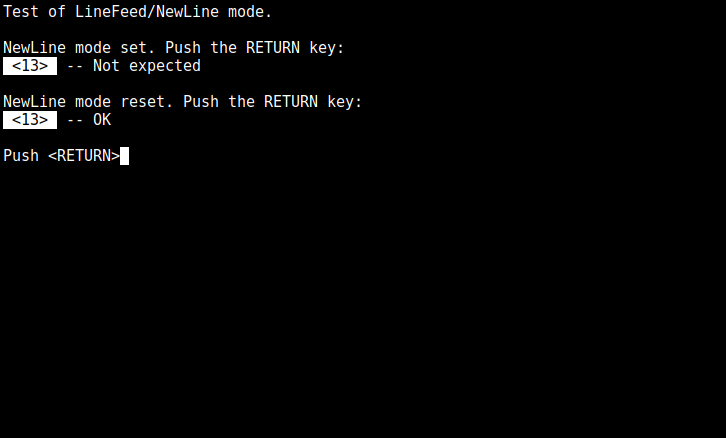 Test of LineFeed/NewLine mode.
NewLine mode set. Push the RETURN key:
<13> -- Not expected
NewLine mode reset. Push the RETURN key:
<13> -- OK
Push <RETURN>